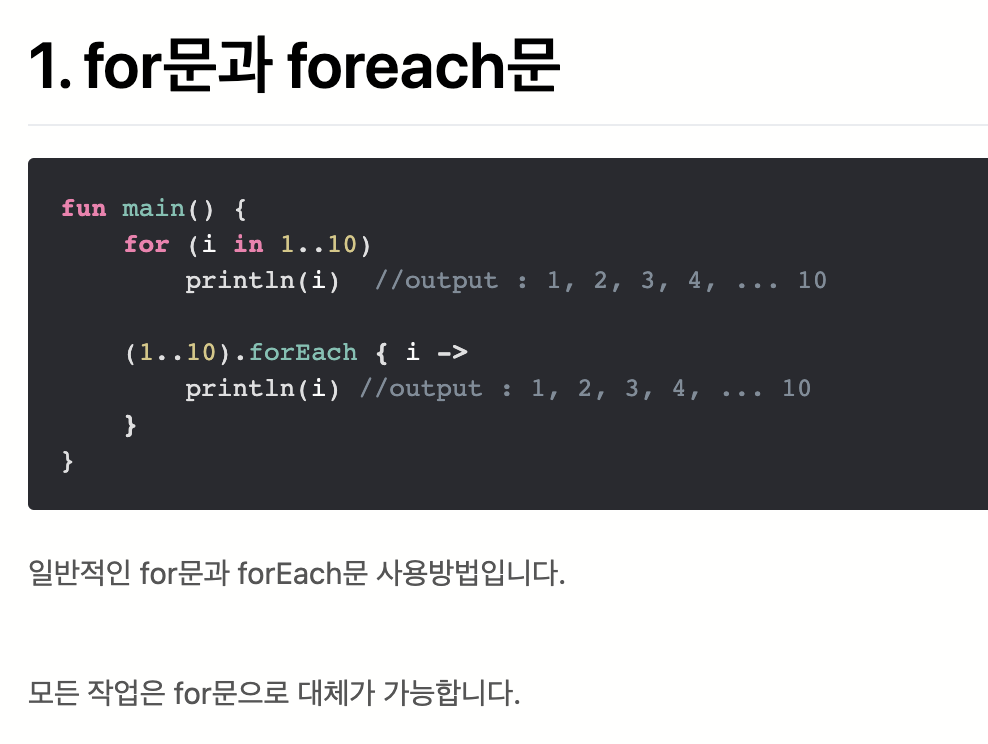 1. for문과 foreach문
fun main() {
    for (i in 1..10)
        println(i)  //output : 1, 2, 3, 4, ... 10

    (1..10).forEach { i ->
        println(i) //output : 1, 2, 3, 4, ... 10
    }
}
일반적인 for문과 forEach문 사용방법입니다.
모든 작업은 for문으로 대체가 가능합니다.